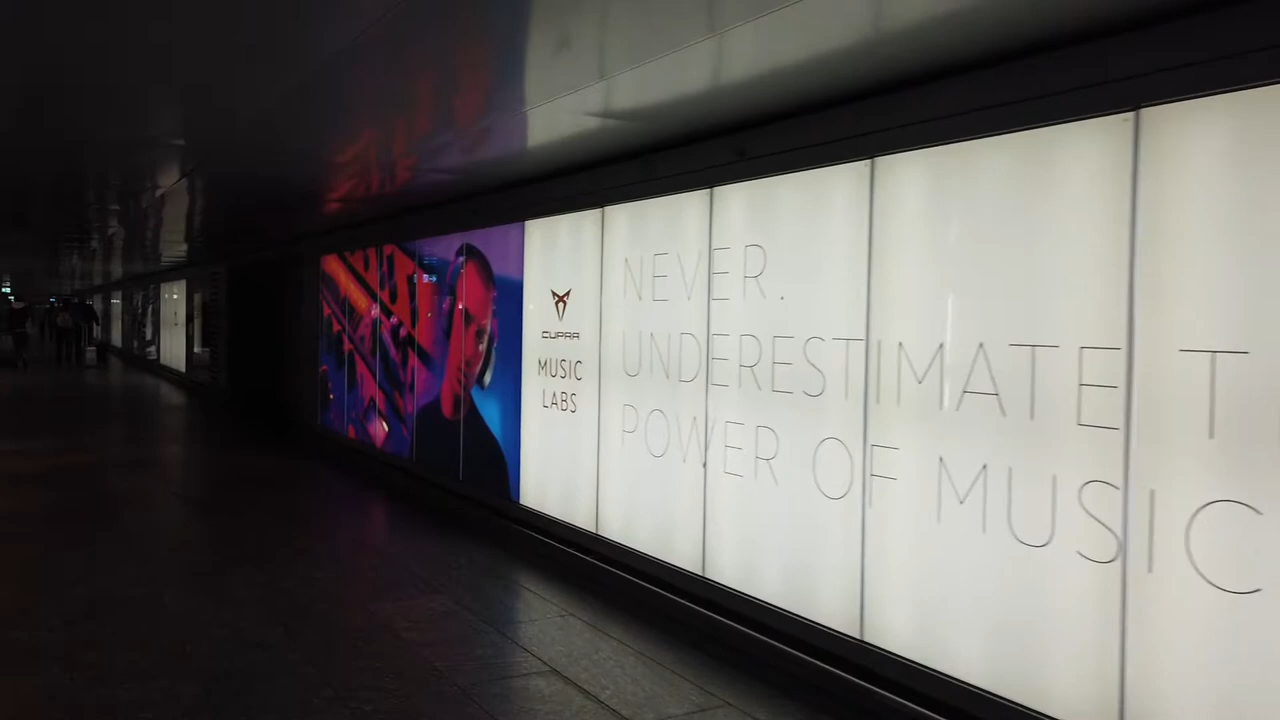 CUPRA
MUSIC
LABS
NEVER.
UNDERESTIMATE T
POWER OF MUSIC